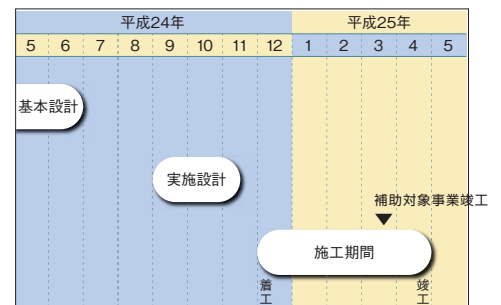 平成24年 平成25年
5 6 7 8 9 10 11 12 1 2 3 4 5
基本設計
実施設計
補助対象事業竣工
施工期間
着工
竣工